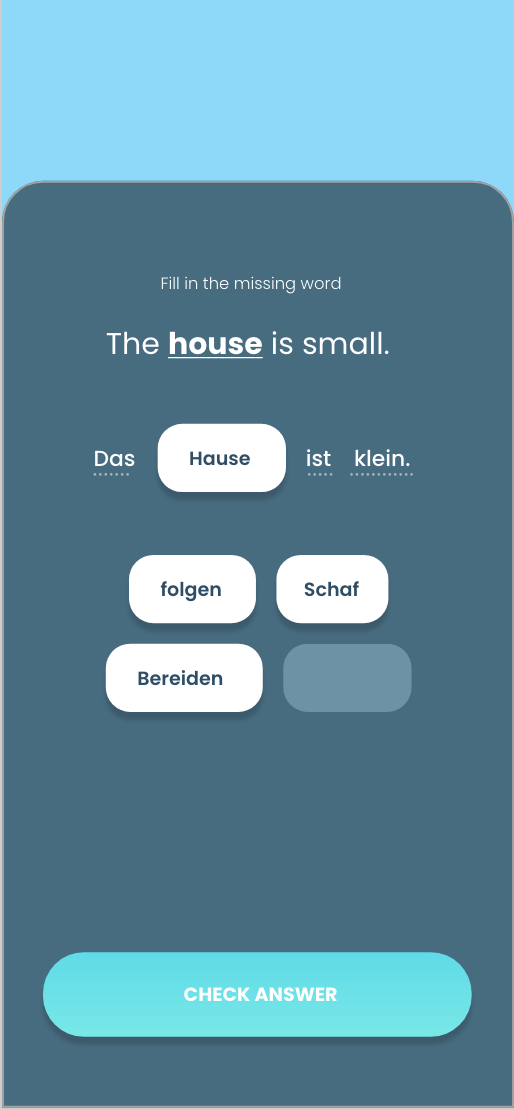 Fill in the missing word
The house is small.
Das Hause ist klein.
folgen Schaf
Bereiden
CHECK ANSWER